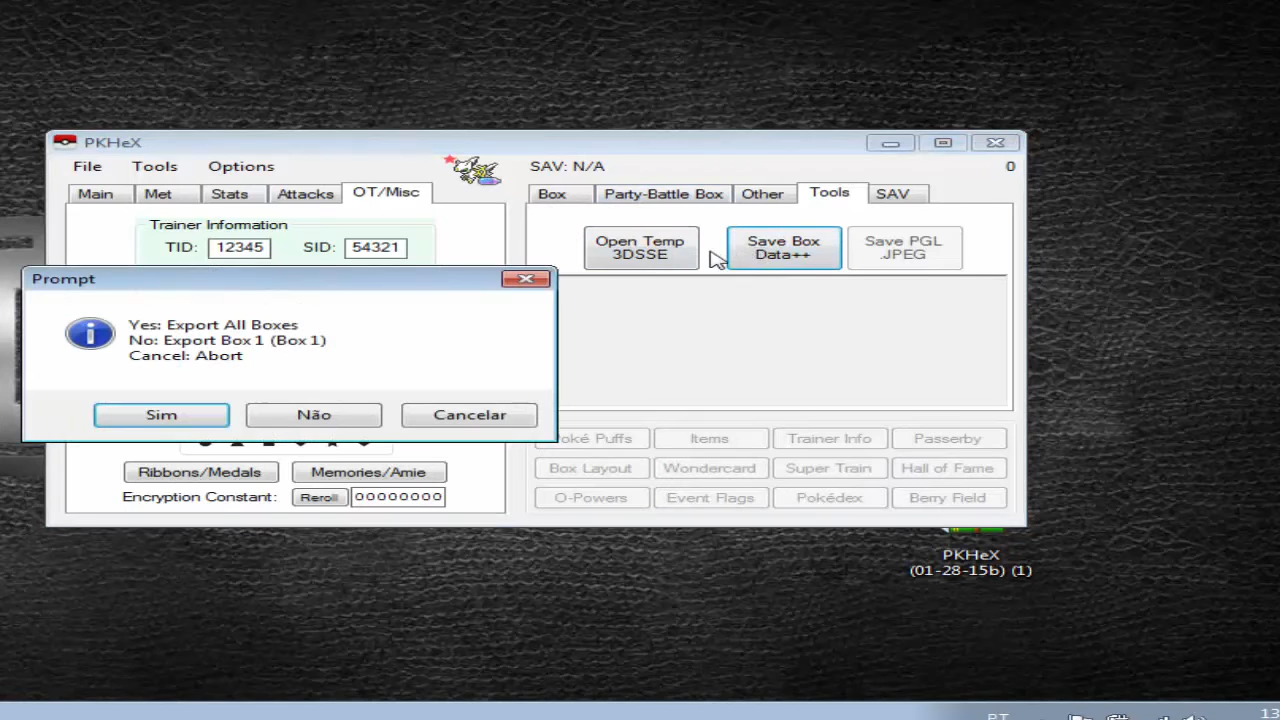 PKHeX
File Tools Options
SAV: N/A
0
Main Met Stats Attacks OT/Misc
Box Party-Battle Box Other Tools SAV
Trainer Information
TID: 12345 SID: 54321
Open Temp
3DSSE
Save Box
Data++
Save PGL
.JPEG
Prompt
Yes: Export All Boxes
No: Export Box 1 (Box 1)
Cancel: Abort
Sim Não Cancelar
Ribbons/Medals Memories/Amie
Encryption Constant: Reroll 00000000
Poké Puffs Items Trainer Info Passerby
Box Layout Wondercard Super Train Hall of Fame
O-Powers Event Flags Pokédex Berry Field
PKHeX
(01-28-15b) (1)
PT
13